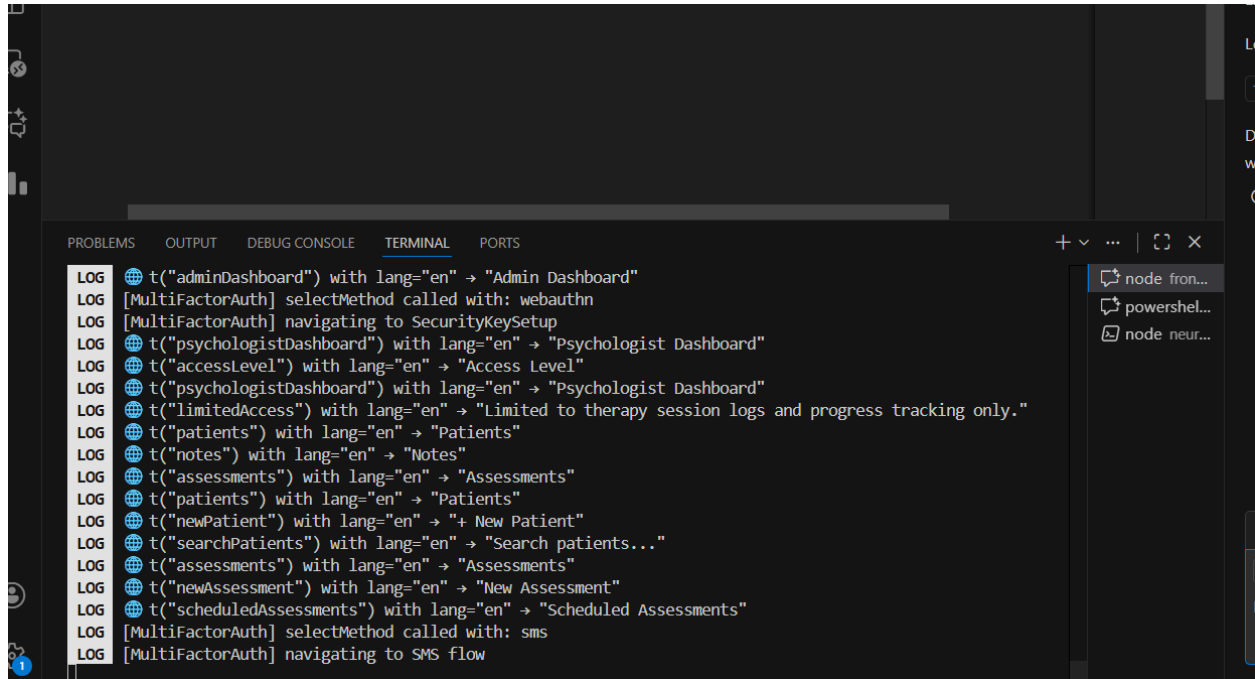 PROBLEMS OUTPUT DEBUG CONSOLE TERMINAL PORTS
LOG 🌐 t("adminDashboard") with lang="en" → "Admin Dashboard"
LOG [MultiFactorAuth] selectMethod called with: webauthn
LOG [MultiFactorAuth] navigating to SecurityKeySetup
LOG 🌐 t("psychologistDashboard") with lang="en" → "Psychologist Dashboard"
LOG 🌐 t("accessLevel") with lang="en" → "Access Level"
LOG 🌐 t("psychologistDashboard") with lang="en" → "Psychologist Dashboard"
LOG 🌐 t("limitedAccess") with lang="en" → "Limited to therapy session logs and progress tracking only."
LOG 🌐 t("patients") with lang="en" → "Patients"
LOG 🌐 t("notes") with lang="en" → "Notes"
LOG 🌐 t("assessments") with lang="en" → "Assessments"
LOG 🌐 t("patients") with lang="en" → "Patients"
LOG 🌐 t("newPatient") with lang="en" → "+ New Patient"
LOG 🌐 t("searchPatients") with lang="en" → "Search patients..."
LOG 🌐 t("assessments") with lang="en" → "Assessments"
LOG 🌐 t("newAssessment") with lang="en" → "New Assessment"
LOG 🌐 t("scheduledAssessments") with lang="en" → "Scheduled Assessments"
LOG [MultiFactorAuth] selectMethod called with: sms
LOG [MultiFactorAuth] navigating to SMS flow
node fron...
powershel...
node neur...
1